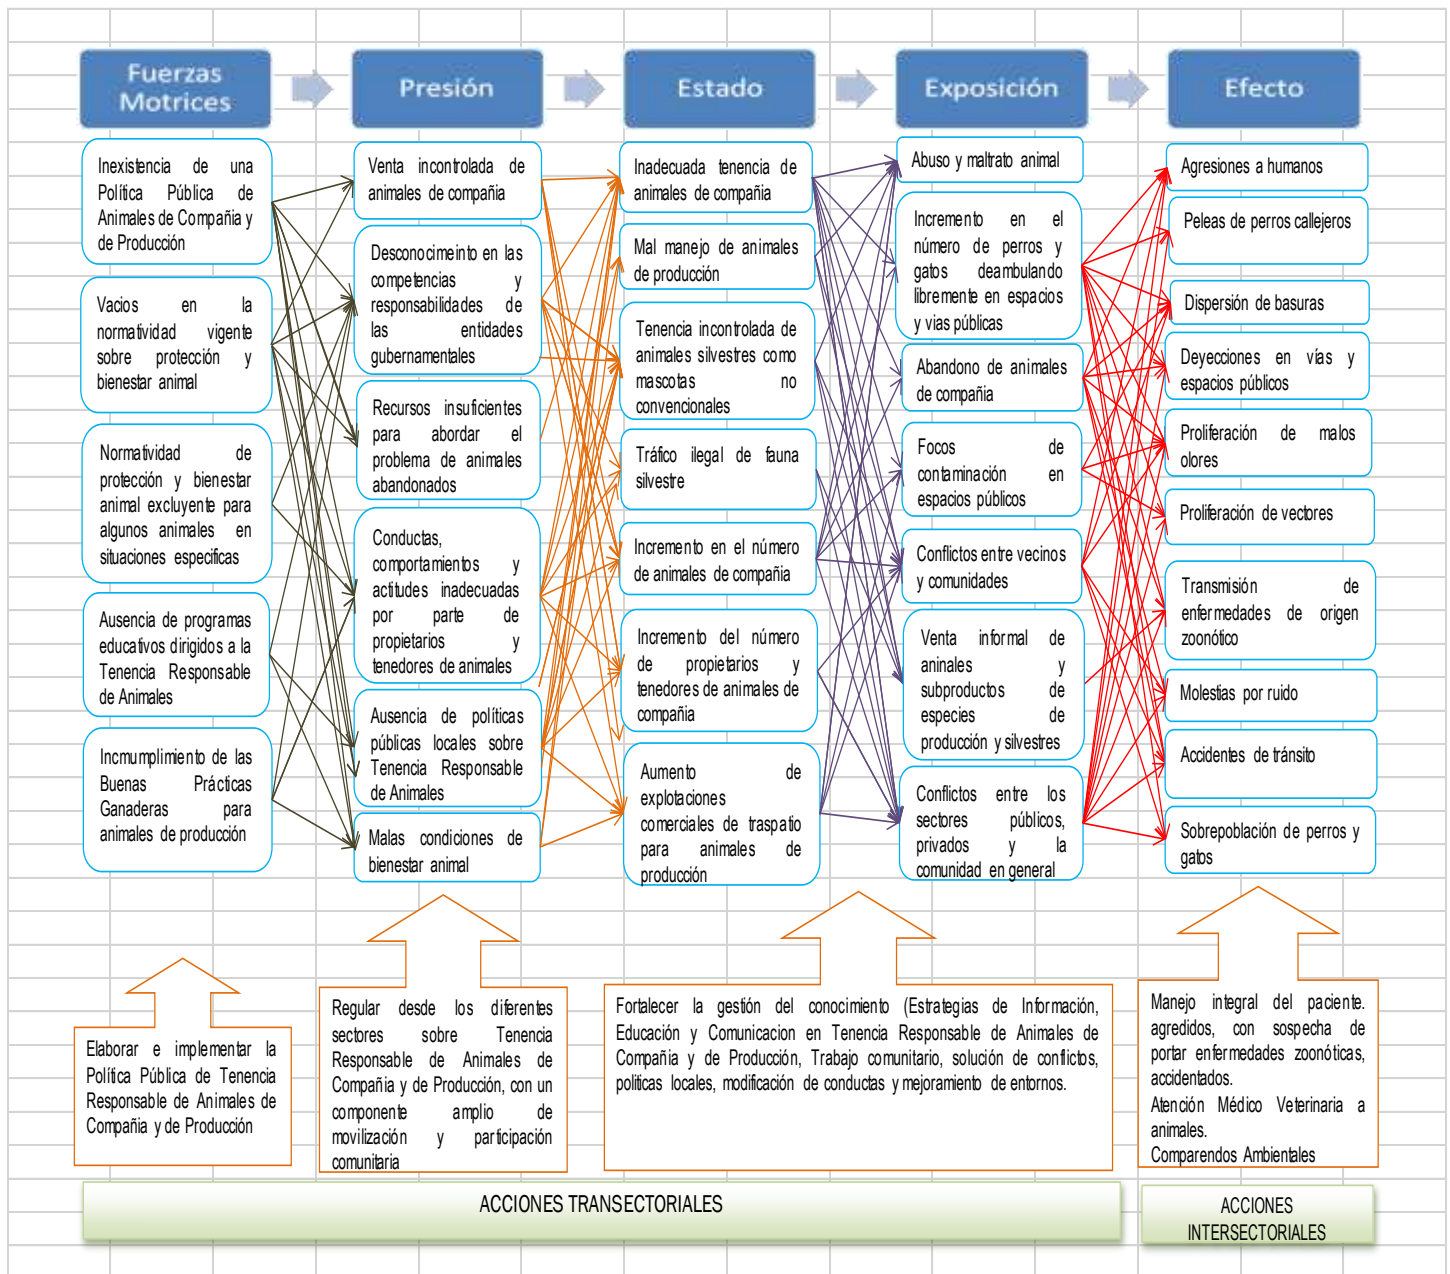 Fuerzas
Motrices
Presión
Estado
Exposición
Efecto
Inexistencia de una
Política Pública de
Animales de Compañia y
de Producción
Vacios en la
normatividad vigente
sobre protección y
bienestar animal
Normatividad de
protección y bienestar
animal excluyente para
algunos animales en
situaciones especificas
Ausencia de programas
educativos dirigidos a la
Tenencia Responsable
de Animales
Incmumplimiento de las
Buenas Prácticas
Ganaderas para
animales de producción
Venta incontrolada de
animales de compañia
Desconocimeinto en las
competencias y
responsabilidades de
las entidades
gubernamentales
Recursos insuficientes
para abordar el
problema de animales
abandonados
Conductas,
comportamientos y
actitudes inadecuadas
por parte de
propietarios y
tenedores de animales
Ausencia de políticas
públicas locales sobre
Tenencia Responsable
de Animales
Malas condiciones de
bienestar animal
Inadecuada tenencia de
animales de compañia
Mal manejo de animales
de producción
Tenencia incontrolada de
animales silvestres como
mascotas no
convencionales
Tráfico ilegal de fauna
silvestre
Incremento en el número
de animales de compañia
Incremento del número
de propietarios y
tenedores de animales de
compañia
Aumento de
explotaciones
comerciales de traspatio
para animales de
producción
Abuso y maltrato animal
Incremento en el
número de perros y
gatos deambulando
libremente en espacios
y vias públicas
Abandono de animales
de compañia
Focos de
contaminación en
espacios públicos
Conflictos entre vecinos
y comunidades
Venta informal de
aninales y
subproductos de
especies de
producción y silvestres
Conflictos entre los
sectores públicos,
privados y la
comunidad en general
Agresiones a humanos
Peleas de perros callejeros
Dispersión de basuras
Deyecciones en vías y
espacios públicos
Proliferación de malos
olores
Proliferación de vectores
Transmisión de
enfermedades de origen
zoonótico
Molestias por ruido
Accidentes de tránsito
Sobrepoblación de perros y
gatos
Elaborar e implementar la
Política Pública de Tenencia
Responsable de Animales de
Compañia y de Producción
Regular desde los diferentes
sectores sobre Tenencia
Responsable de Animales de
Compañia y de Producción, con un
componente amplio de
movilización y participación
comunitaria
Fortalecer la gestión del conocimiento (Estrategias de Información,
Educación y Comunicacion en Tenencia Responsable de Animales de
Compañia y de Producción, Trabajo comunitario, solución de conflictos,
politicas locales, modificación de conductas y mejoramiento de entornos.
Manejo integral del paciente.
agredidos, con sospecha de
portar enfermedades zoonóticas,
accidentados.
Atención Médico Veterinaria a
animales.
Comparendos Ambientales
ACCIONES TRANSECTORIALES
ACCIONES
INTERSECTORIALES